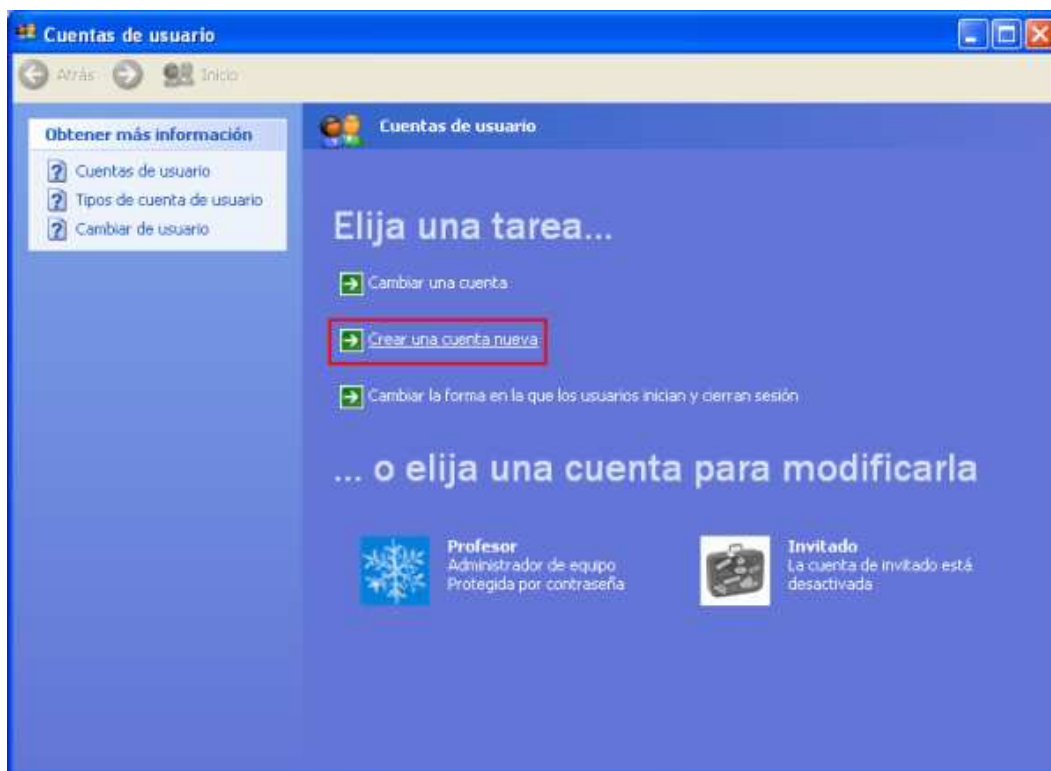 Cuentas de usuario
Atrás
Inicio
Obtener más información
Cuentas de usuario
Tipos de cuenta de usuario
Cambiar de usuario
Cuentas de usuario
Elija una tarea...
Cambiar una cuenta
Crear una cuenta nueva
Cambiar la forma en la que los usuarios inician y cierran sesión
... o elija una cuenta para modificarla
Profesor
Administrador de equipo
Protegida por contraseña
Invitado
La cuenta de invitado está
desactivada